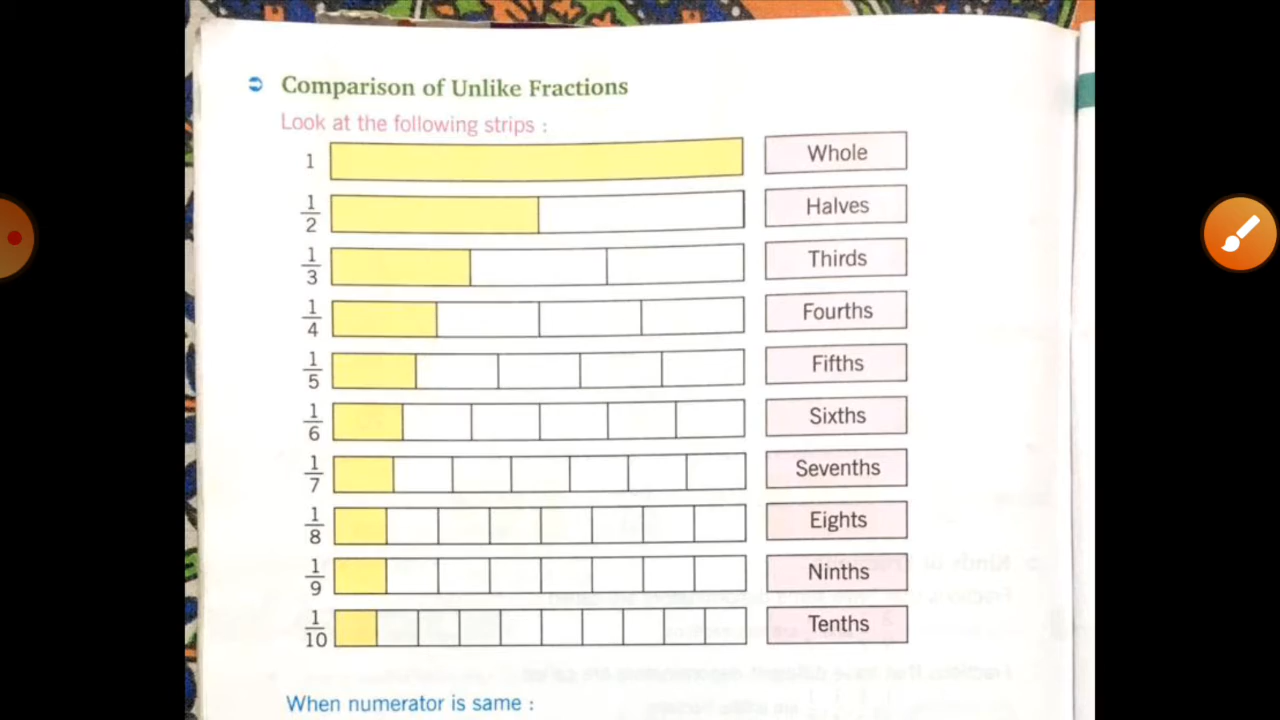 Comparison of Unlike Fractions
Look at the following strips :
1 Whole
1/2 Halves
1/3 Thirds
1/4 Fourths
1/5 Fifths
1/6 Sixths
1/7 Sevenths
1/8 Eights
1/9 Ninths
1/10 Tenths
When numerator is same :